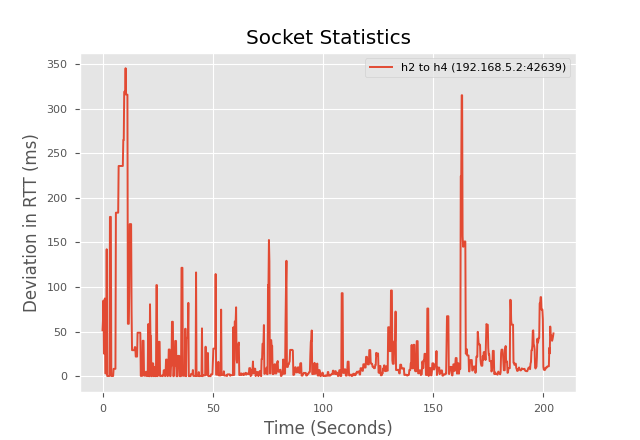 Socket Statistics
h2 to h4 (192.168.5.2:42639)
Deviation in RTT (ms)
350
300
250
200
150
100
50
0
0 50 100 150 200
Time (Seconds)